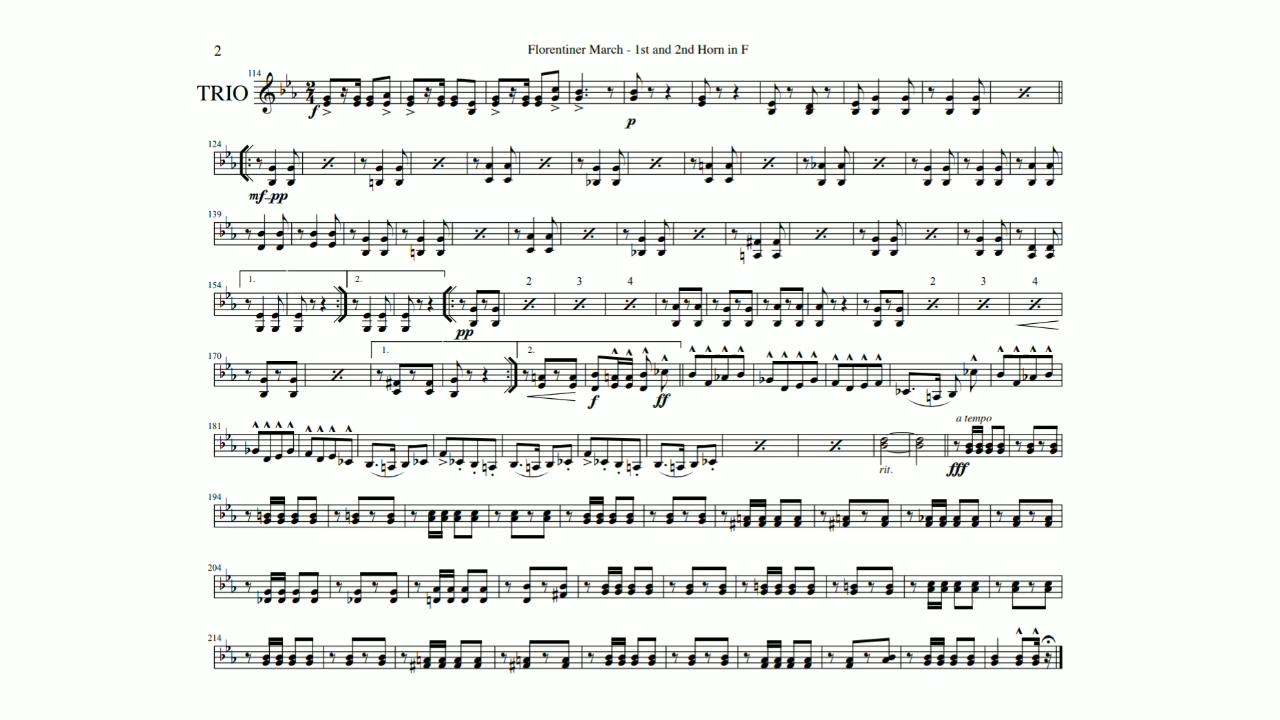 2
Florentiner March - 1st and 2nd Horn in F
114
TRIO
f
p
124
mf-pp
139
154
1.
2.
2
3
4
2
3
4
pp
170
1.
2.
f
ff
181
a tempo
rit.
fff
194
204
214